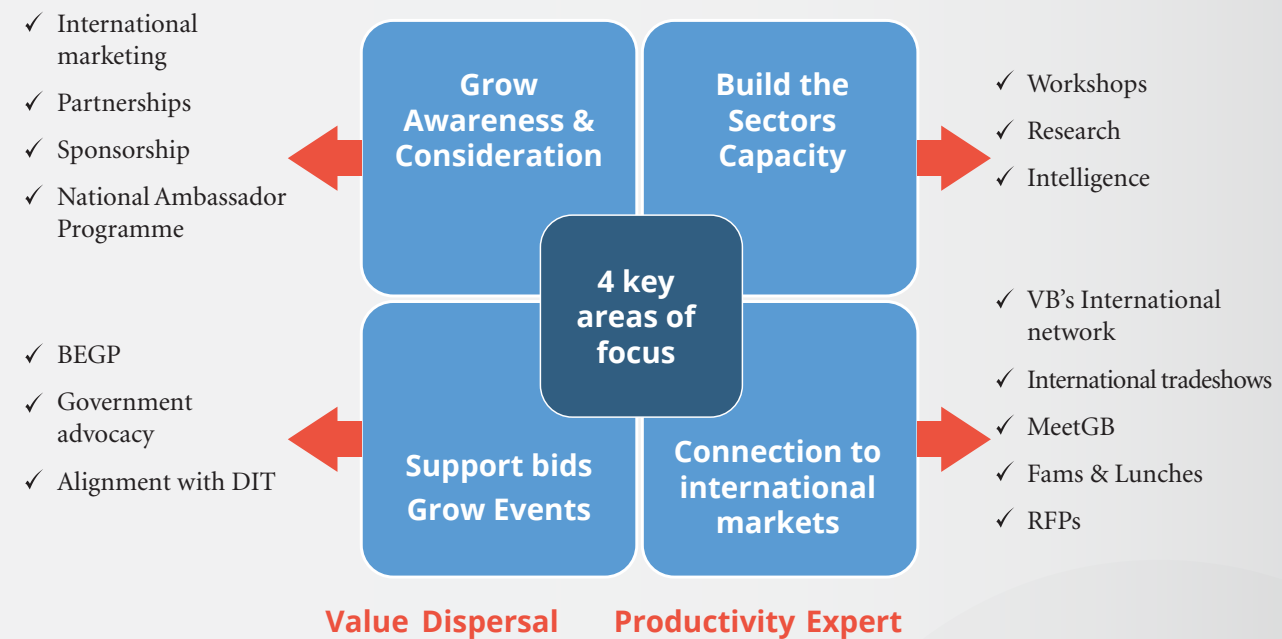 ✓ International
marketing
✓ Partnerships
✓ Sponsorship
✓ National Ambassador
Programme
Grow
Awareness &
Consideration
Build the
Sectors
Capacity
✓ Workshops
✓ Research
✓ Intelligence
4 key
areas of
focus
✓ BEGP
✓ Government
advocacy
✓ Alignment with DIT
Support bids
Grow Events
Connection to
international
markets
✓ VB’s International
network
✓ International tradeshows
✓ MeetGB
✓ Fams & Lunches
✓ RFPs
Value Dispersal Productivity Expert